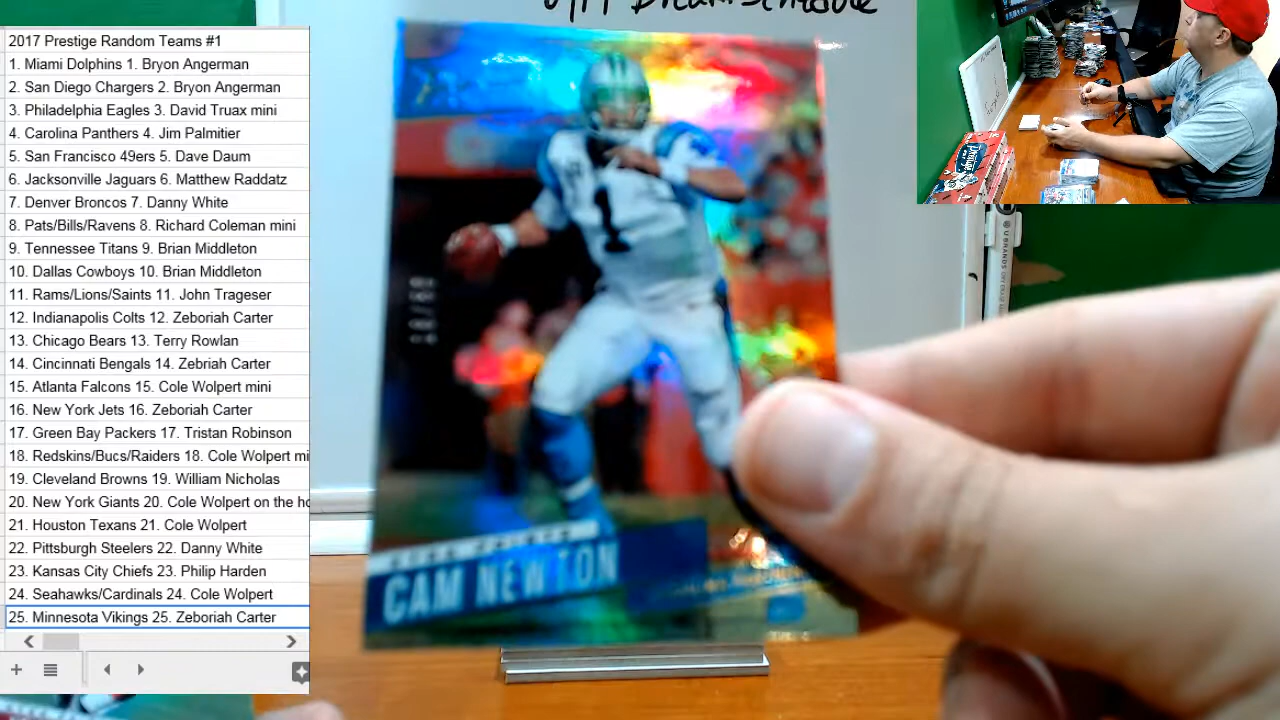 2017 Prestige Random Teams #1
1. Miami Dolphins 1. Bryon Angerman
2. San Diego Chargers 2. Bryon Angerman
3. Philadelphia Eagles 3. David Truax mini
4. Carolina Panthers 4. Jim Palmitier
5. San Francisco 49ers 5. Dave Daum
6. Jacksonville Jaguars 6. Matthew Raddatz
7. Denver Broncos 7. Danny White
8. Pats/Bills/Ravens 8. Richard Coleman mini
9. Tennessee Titans 9. Brian Middleton
10. Dallas Cowboys 10. Brian Middleton
11. Rams/Lions/Saints 11. John Trageser
12. Indianapolis Colts 12. Zeboriah Carter
13. Chicago Bears 13. Terry Rowlan
14. Cincinnati Bengals 14. Zebriah Carter
15. Atlanta Falcons 15. Cole Wolpert mini
16. New York Jets 16. Zeboriah Carter
17. Green Bay Packers 17. Tristan Robinson
18. Redskins/Bucs/Raiders 18. Cole Wolpert mi
19. Cleveland Browns 19. William Nicholas
20. New York Giants 20. Cole Wolpert on the ho
21. Houston Texans 21. Cole Wolpert
22. Pittsburgh Steelers 22. Danny White
23. Kansas City Chiefs 23. Philip Harden
24. Seahawks/Cardinals 24. Cole Wolpert
25. Minnesota Vikings 25. Zeboriah Carter
1
CAM NEWTON